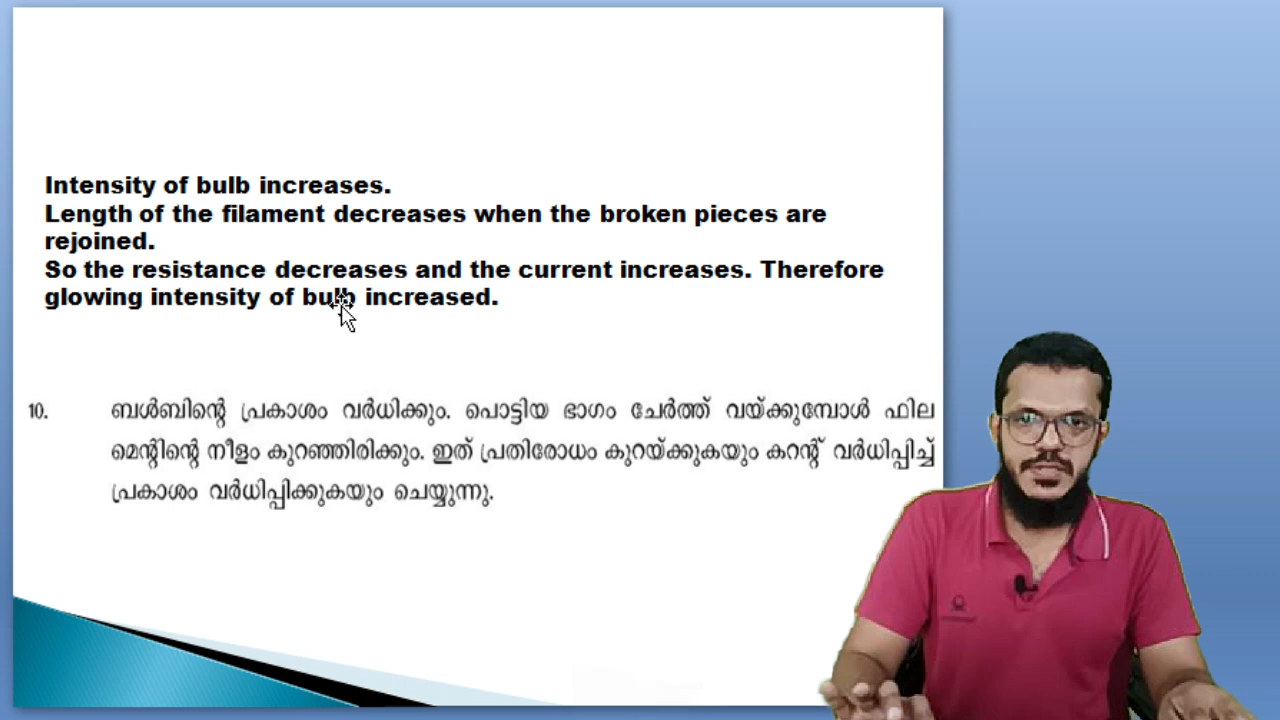 Intensity of bulb increases.
Length of the filament decreases when the broken pieces are
rejoined.
So the resistance decreases and the current increases. Therefore
glowing intensity of bulb increased.
10. ബൾബിന്റെ പ്രകാശം വർധിക്കും. പൊട്ടിയ ഭാഗം ചേർത്ത് വയ്ക്കുമ്പോൾ ഫില
മെന്റിന്റെ നീളം കുറഞ്ഞിരിക്കും. ഇത് പ്രതിരോധം കുറയ്ക്കുകയും കറന്റ് വർധിപ്പിച്ച്
പ്രകാശം വർധിപ്പിക്കുകയും ചെയ്യുന്നു.